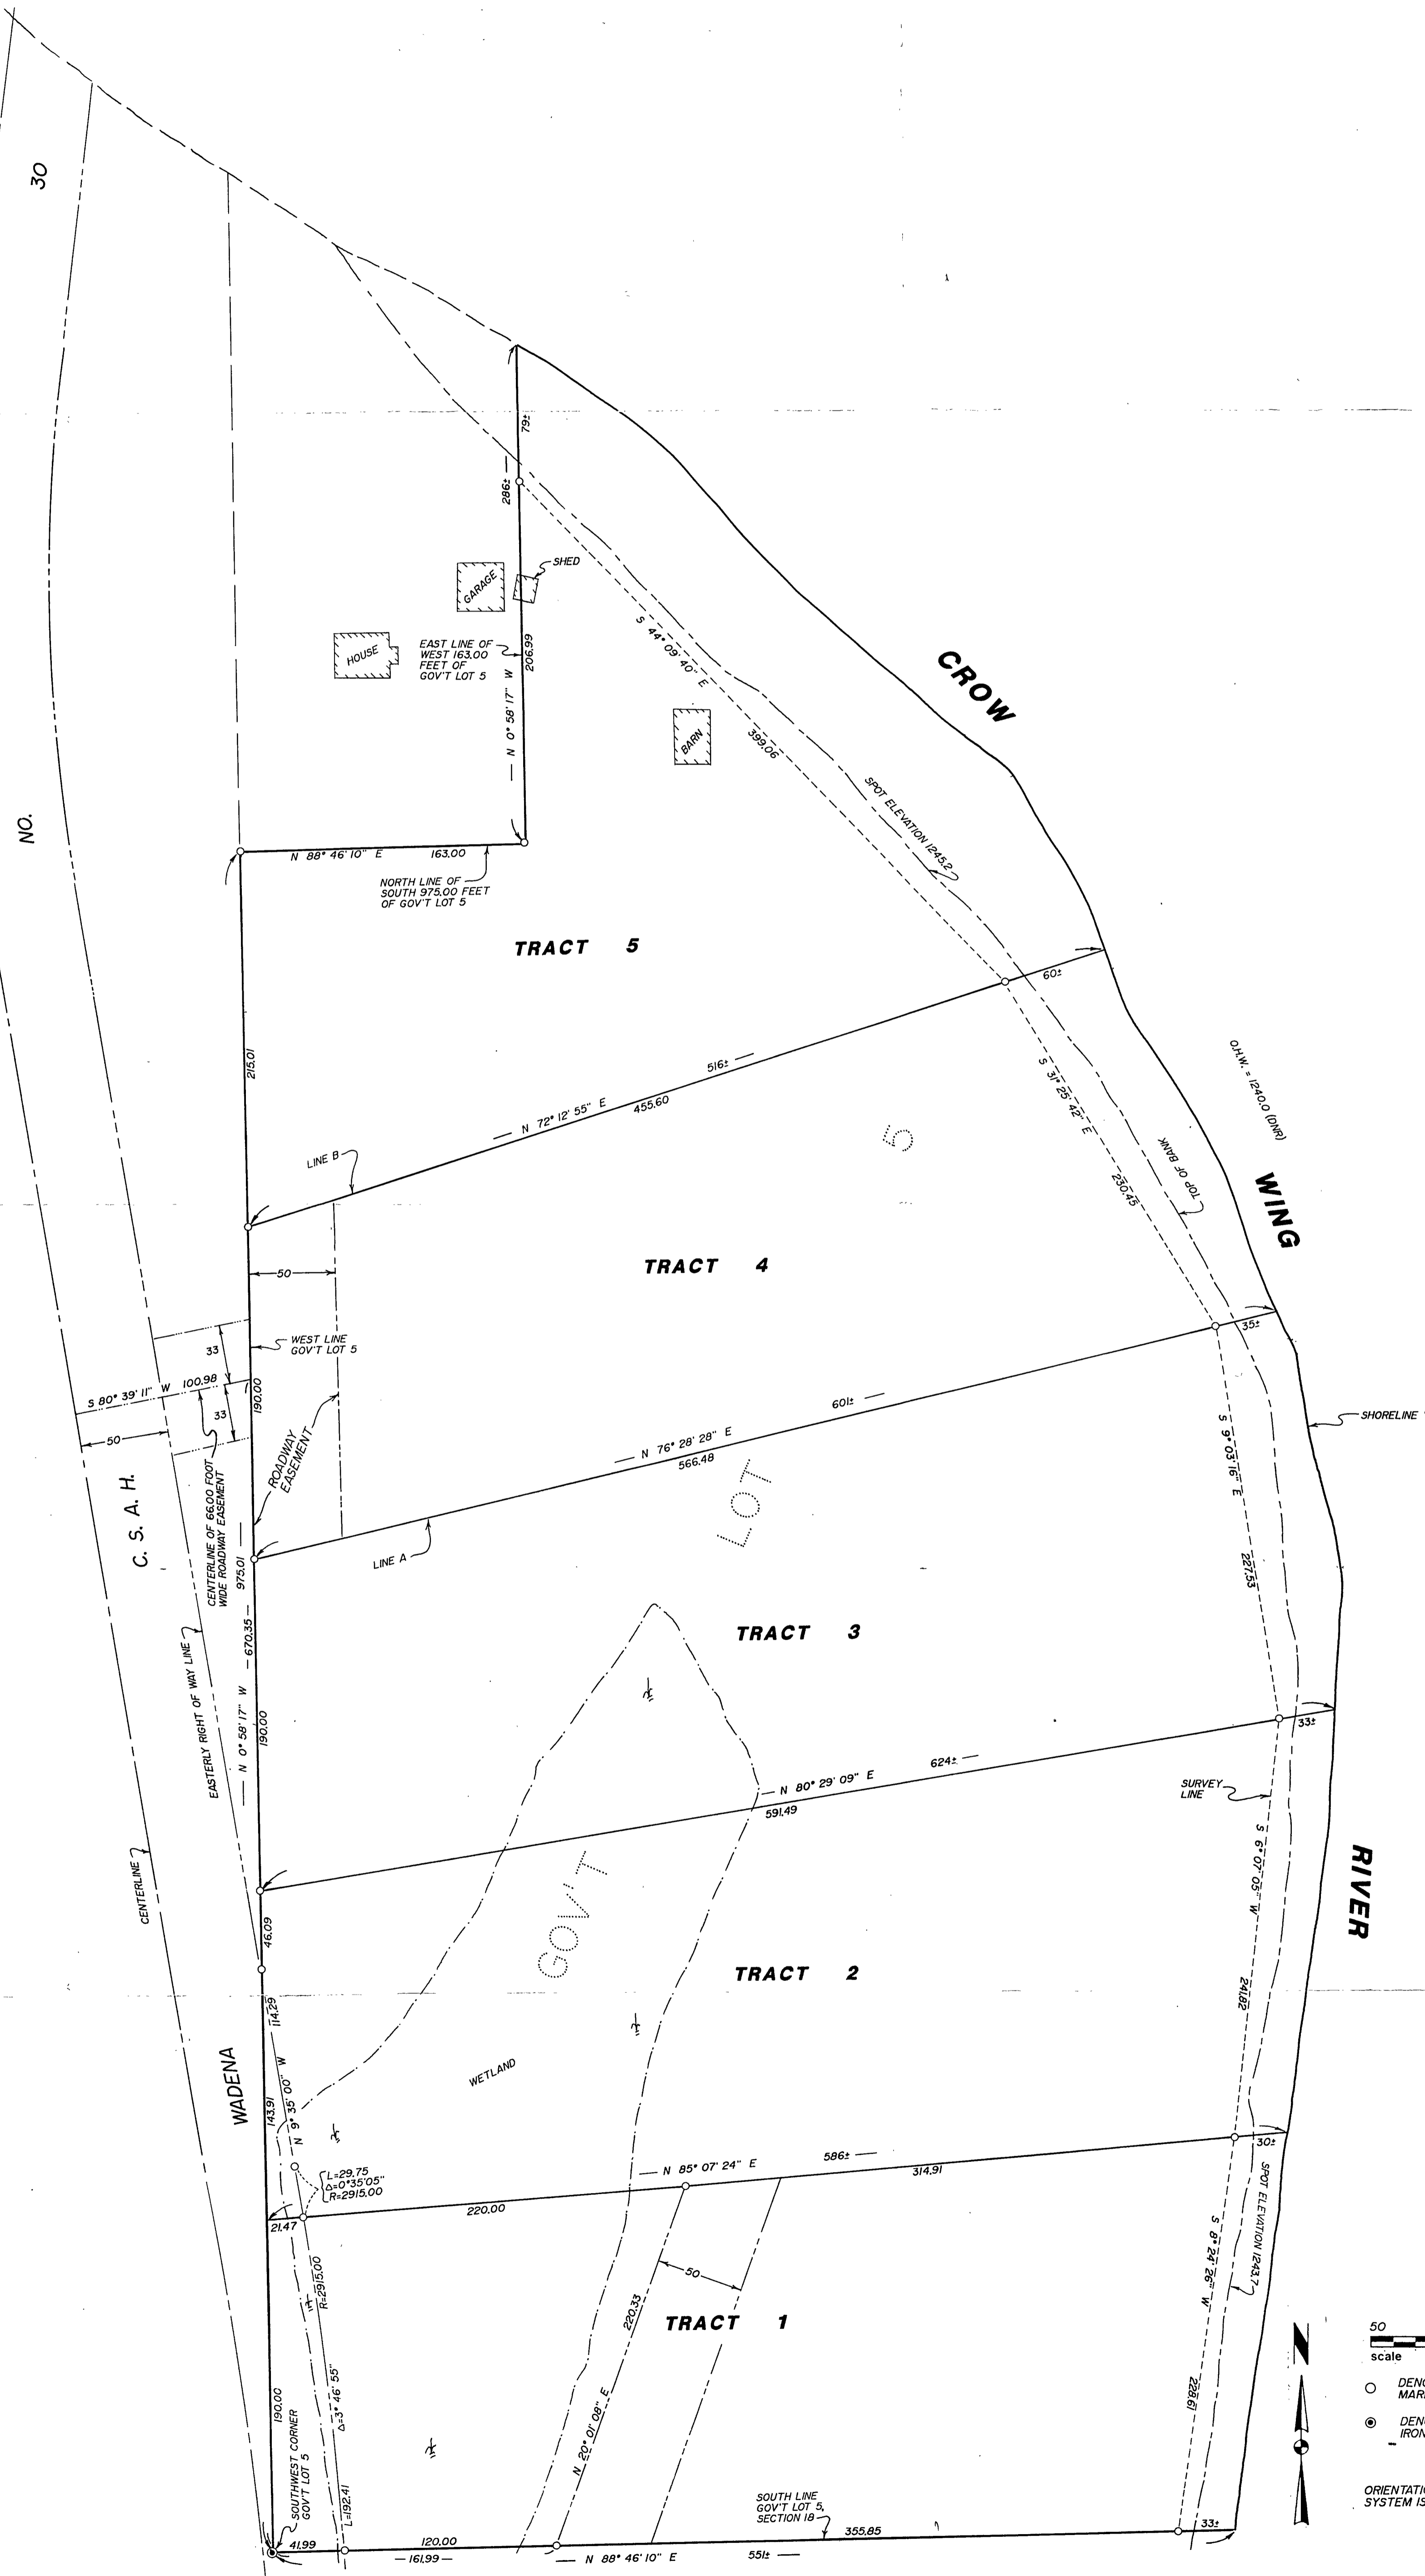 30
NO.
79±
286±
SHED
GARAGE
HOUSE
EAST LINE OF
WEST 163.00
FEET OF
GOV'T LOT 5
206.99
N 0° 58' 17" W
S 44° 09' 40" E
399.06
BARN
CROW
SPOT ELEVATION 1245.2
N 88° 46' 10" E 163.00
NORTH LINE OF
SOUTH 975.00 FEET
OF GOV'T LOT 5
TRACT 5
60±
215.01
516±
N 72° 12' 55" E
455.60
LINE B
S 31° 25' 42" E
230.45
O.H.W. = 1240.0 (DNR)
TOP OF BANK
5
WING
TRACT 4
50
35±
WEST LINE
GOV'T LOT 5
33
S 80° 39' 11" W 100.98
33
190.00
50
601±
N 76° 28' 28" E
566.48
SHORELINE
ROADWAY
EASEMENT
S 9° 03' 16" E
227.53
C. S. A. H.
CENTERLINE OF 66.00 FOOT
WIDE ROADWAY EASEMENT
LOT
LINE A
975.01
TRACT 3
670.35
EASTERLY RIGHT OF WAY LINE
N 0° 58' 17" W
190.00
33±
624±
N 80° 29' 09" E
591.49
SURVEY
LINE
S 6° 07' 05" W
241.82
RIVER
CENTERLINE
46.09
GOV'T
TRACT 2
114.29
WADENA
WETLAND
143.91
N 9° 35' 00" W
L=29.75
Δ=0°35'05"
R=2915.00
586±
N 85° 07' 24" E
314.91
30±
220.00
21.47
SPOT ELEVATION 1243.7
S 8° 24' 26" W
228.61
R=2915.00
50
220.33
TRACT 1
50
scale
Δ=3° 46' 55"
190.00
N 20° 01' 08" E
SOUTHWEST CORNER
GOV'T LOT 5
L=192.41
SOUTH LINE
GOV'T LOT 5,
SECTION 18
41.99
120.00
355.85
33±
161.99
N 88° 46' 10" E
551±
IRON
ORIENTATI
SYSTEM IS